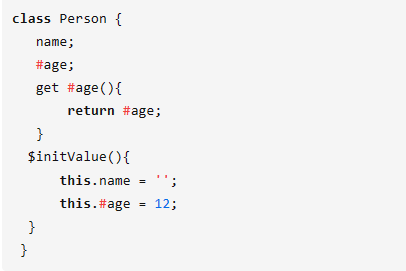 class Person {
name;
#age;
get #age(){
return #age;
}
$initValue(){
this.name = '';
this.#age = 12;
}
}